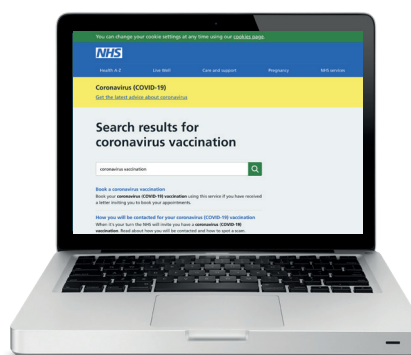 You can change your cookie settings at any time using our cookies page.
NHS
Health A-Z Live Well Care and support Pregnancy NHS services
Coronavirus (COVID-19)
Get the latest advice about coronavirus
Search results for
coronavirus vaccination
coronavirus vaccination
Book a coronavirus vaccination
Book your coronavirus (COVID-19) vaccination using this service if you have received
a letter inviting you to book your appointments.
How you will be contacted for your coronavirus (COVID-19) vaccination
When it's your turn the NHS will invite you have a coronavirus (COVID-19)
vaccination. Read about how you will be contacted and how to spot a scam.